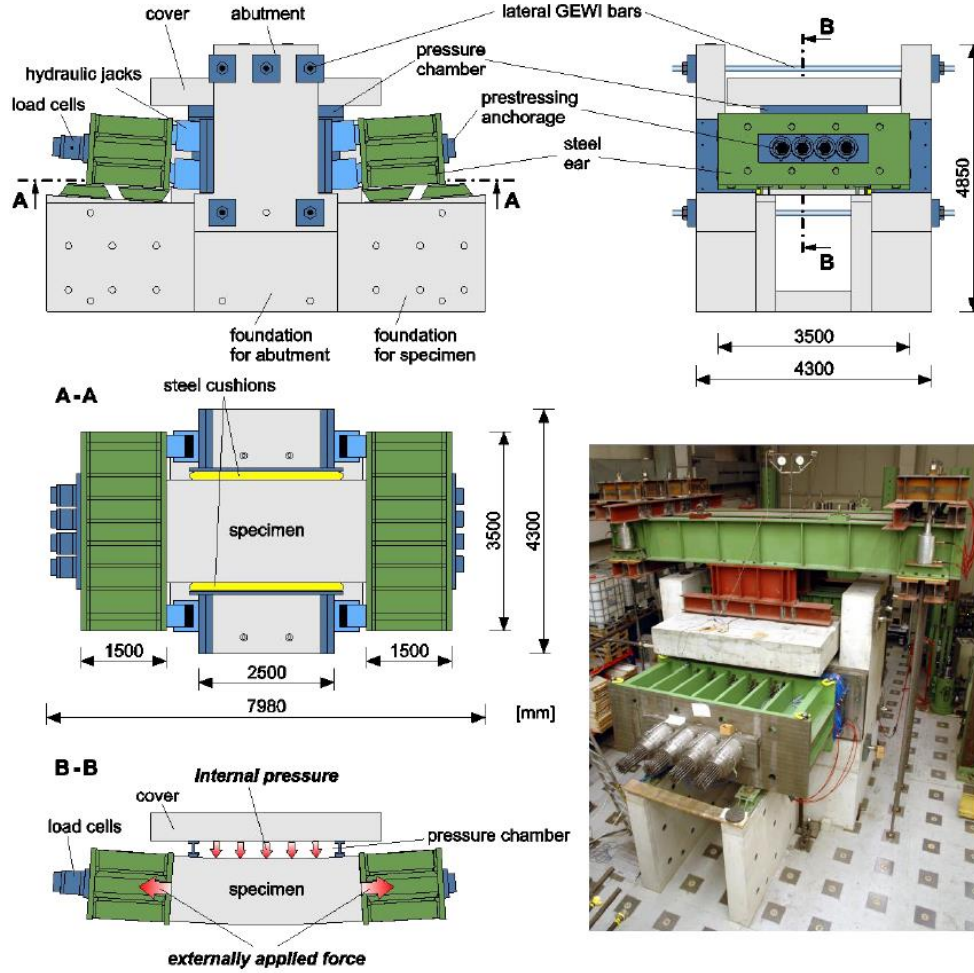 cover
abutment
lateral GEWI bars
B
hydraulic jacks
pressure
chamber
load cells
prestressing
anchorage
steel
ear
A
A
4850
B
foundation
for abutment
foundation
for specimen
3500
4300
A-A
steel cushions
specimen
3500
4300
1500
1500
2500
7980
[mm]
B-B
Internal pressure
cover
load cells
pressure chamber
specimen
externally applied force